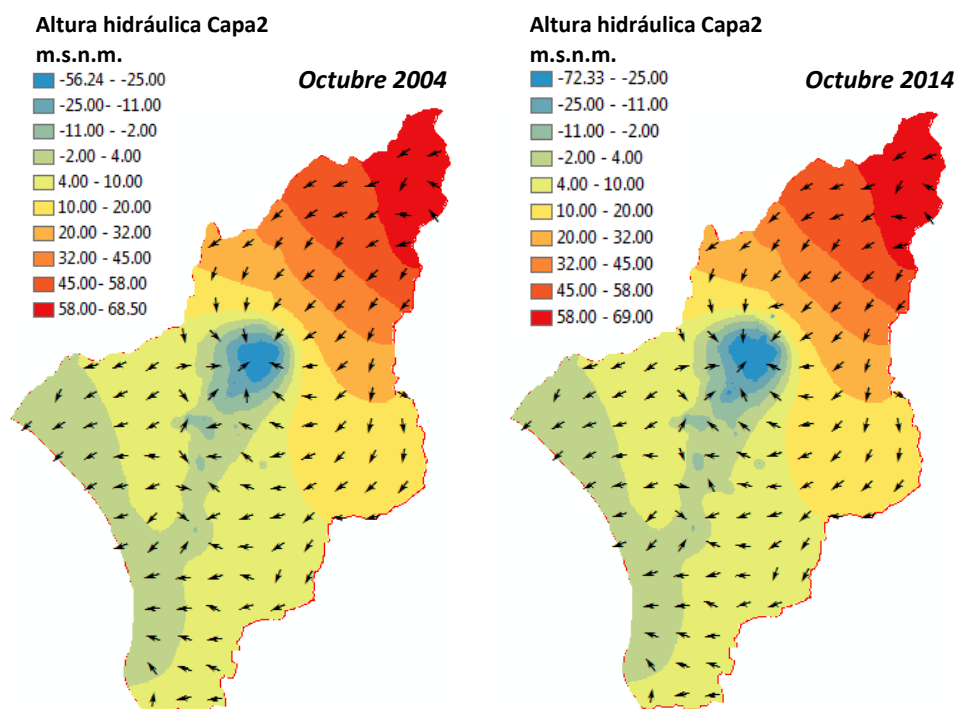 Altura hidráulica Capa2
m.s.n.m.
-56.24 - -25.00
Octubre 2004
-25.00- -11.00
-11.00 - -2.00
-2.00 - 4.00
4.00 - 10.00
10.00 - 20.00
20.00 - 32.00
32.00 - 45.00
45.00- 58.00
58.00- 68.50
Altura hidráulica Capa2
m.s.n.m.
-72.33 - -25.00
Octubre 2014
-25.00 - -11.00
-11.00 - -2.00
-2.00 - 4.00
4.00 - 10.00
10.00 - 20.00
20.00 - 32.00
32.00 - 45.00
45.00 - 58.00
58.00 - 69.00